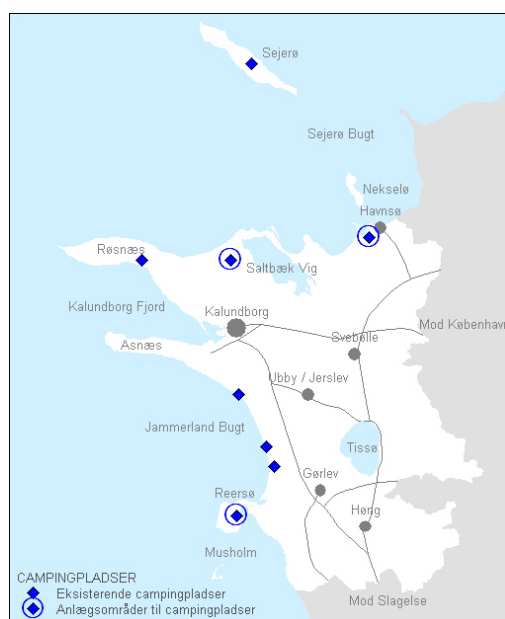 Sejerø
Sejerø Bugt
Nekselø
Havnsø
Røsnæs
Saltbæk Vig
Kalundborg Fjord
Kalundborg
Mod København
Svebølle
Asnæs
Ubby / Jerslev
Jammerland Bugt
Tissø
Gørlev
Reersø
Høng
Musholm
CAMPINGPLADSER
Eksisterende campingpladser
Mod Slagelse
Anlægsområder til campingpladser